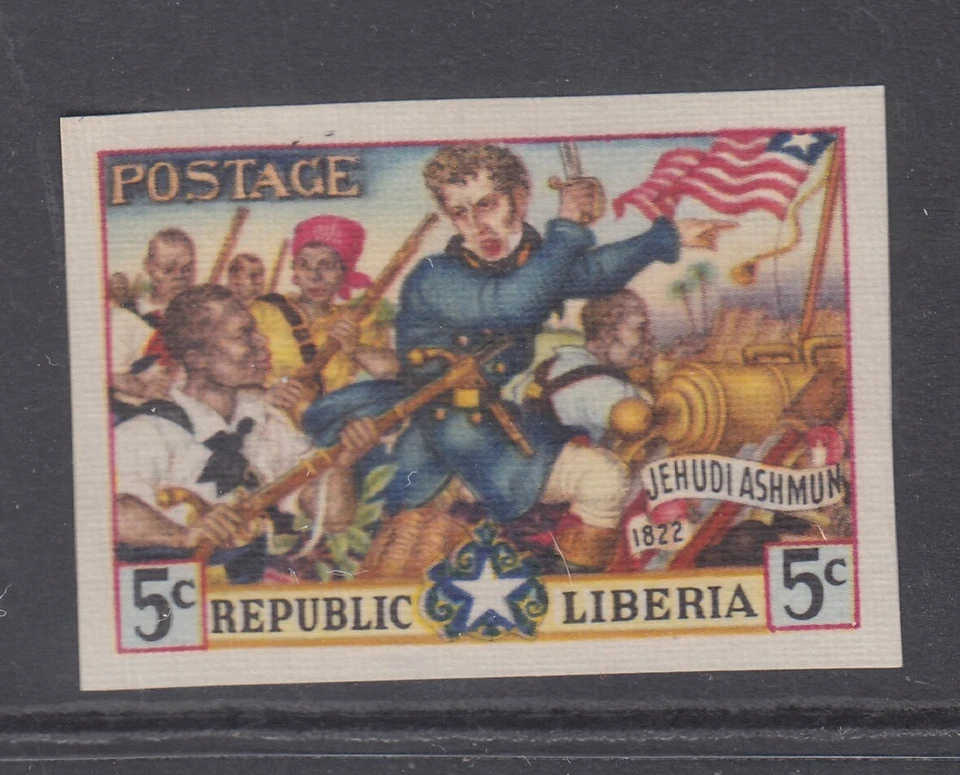 POSTAGE
JEHUDI ASHMUN
1822
5c REPUBLIC LIBERIA 5c